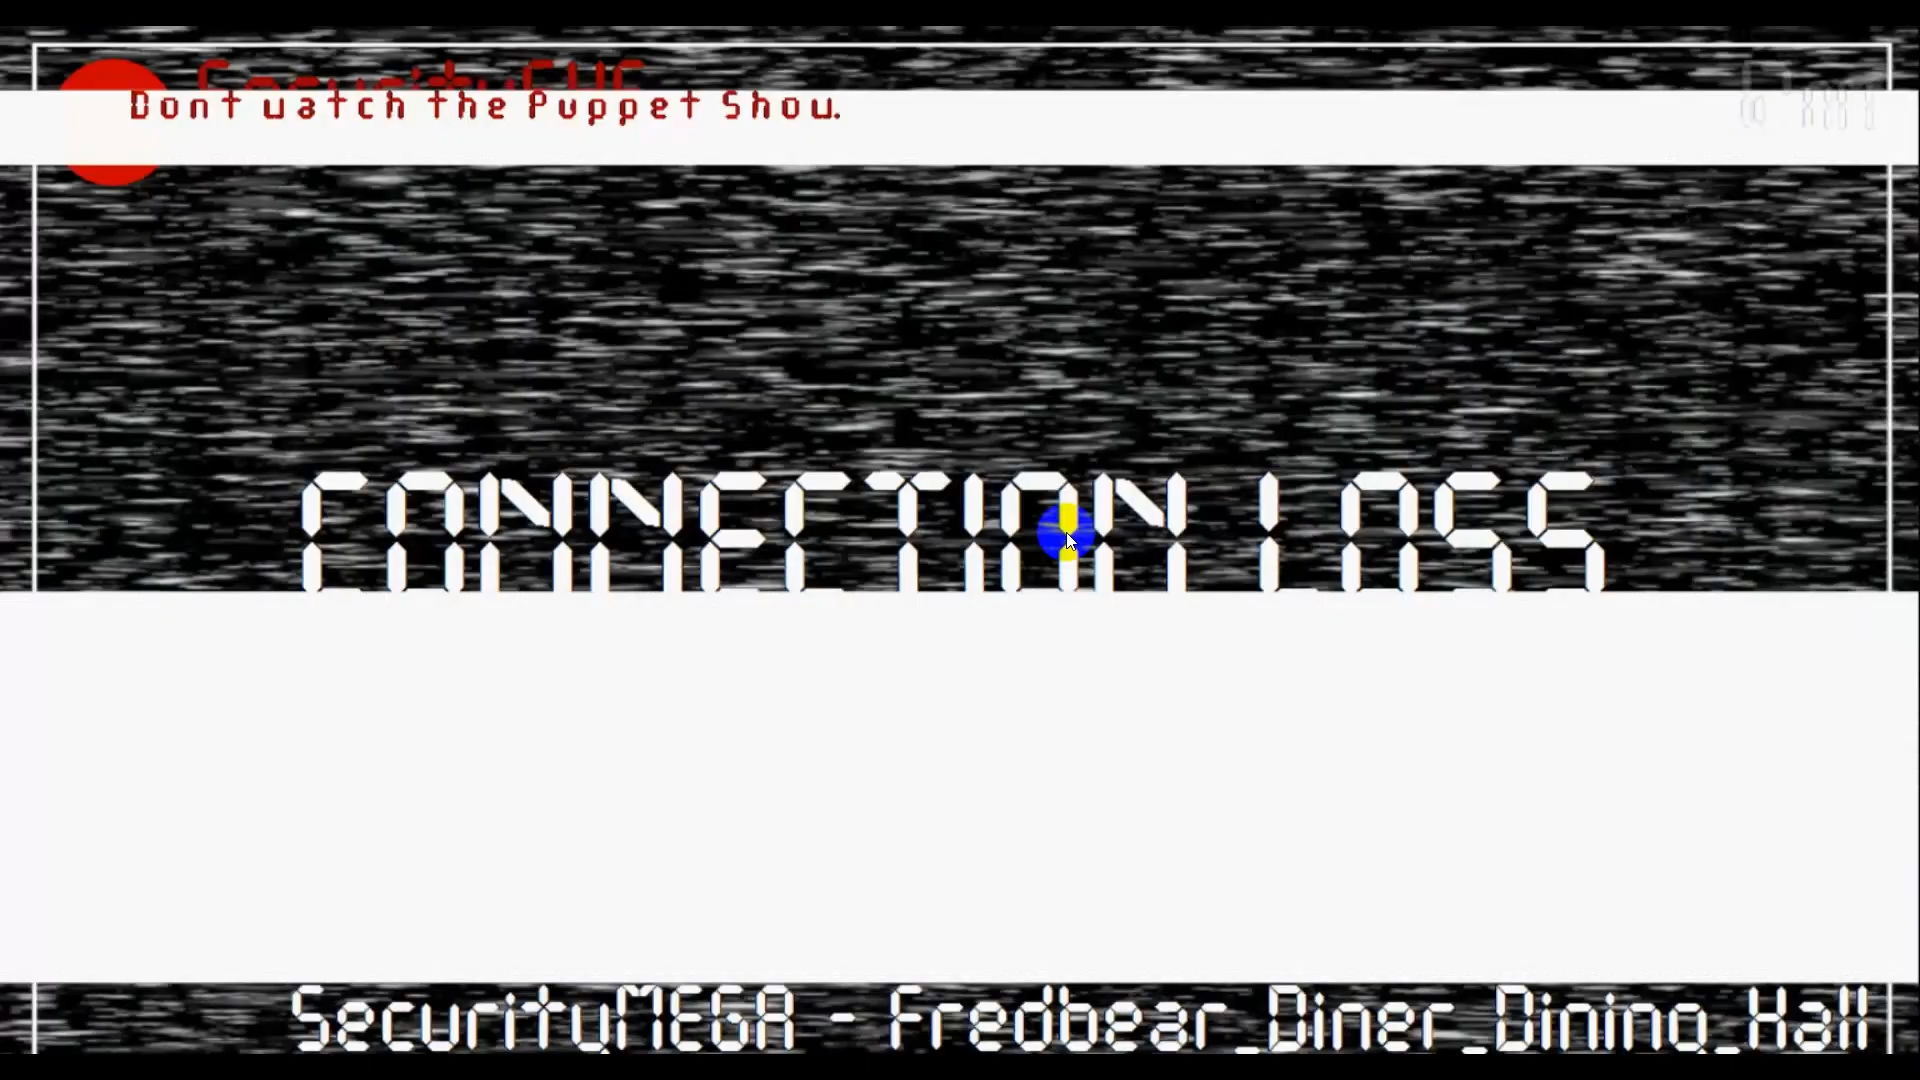 Dont watch the Puppet Show.
CONNECTION LOSS
SecurityMEGA - Fredbear_Diner_Dining_Hall